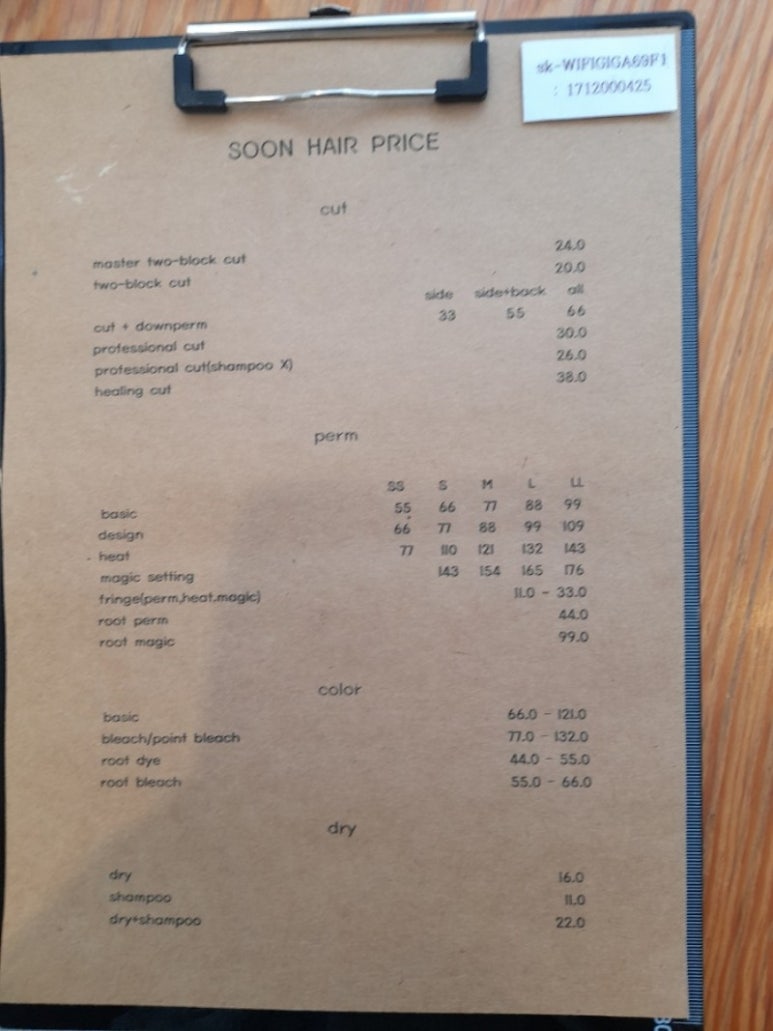 sk-WIFIGIGA69F1
: 1712000425
SOON HAIR PRICE
cut
master two-block cut 24.0
two-block cut 20.0
side side+back all
cut + downperm 33 55 66
professional cut 30.0
professional cut(shampoo X) 26.0
healing cut 38.0
perm
SS S M L LL
basic 55 66 77 88 99
design 66 77 88 99 109
heat 77 110 121 132 143
magic setting 143 154 165 176
fringe(perm,heat,magic) 11.0 - 33.0
root perm 44.0
root magic 99.0
color
basic 66.0 - 121.0
bleach/point bleach 77.0 - 132.0
root dye 44.0 - 55.0
root bleach 55.0 - 66.0
dry
dry 16.0
shampoo 11.0
dry+shampoo 22.0